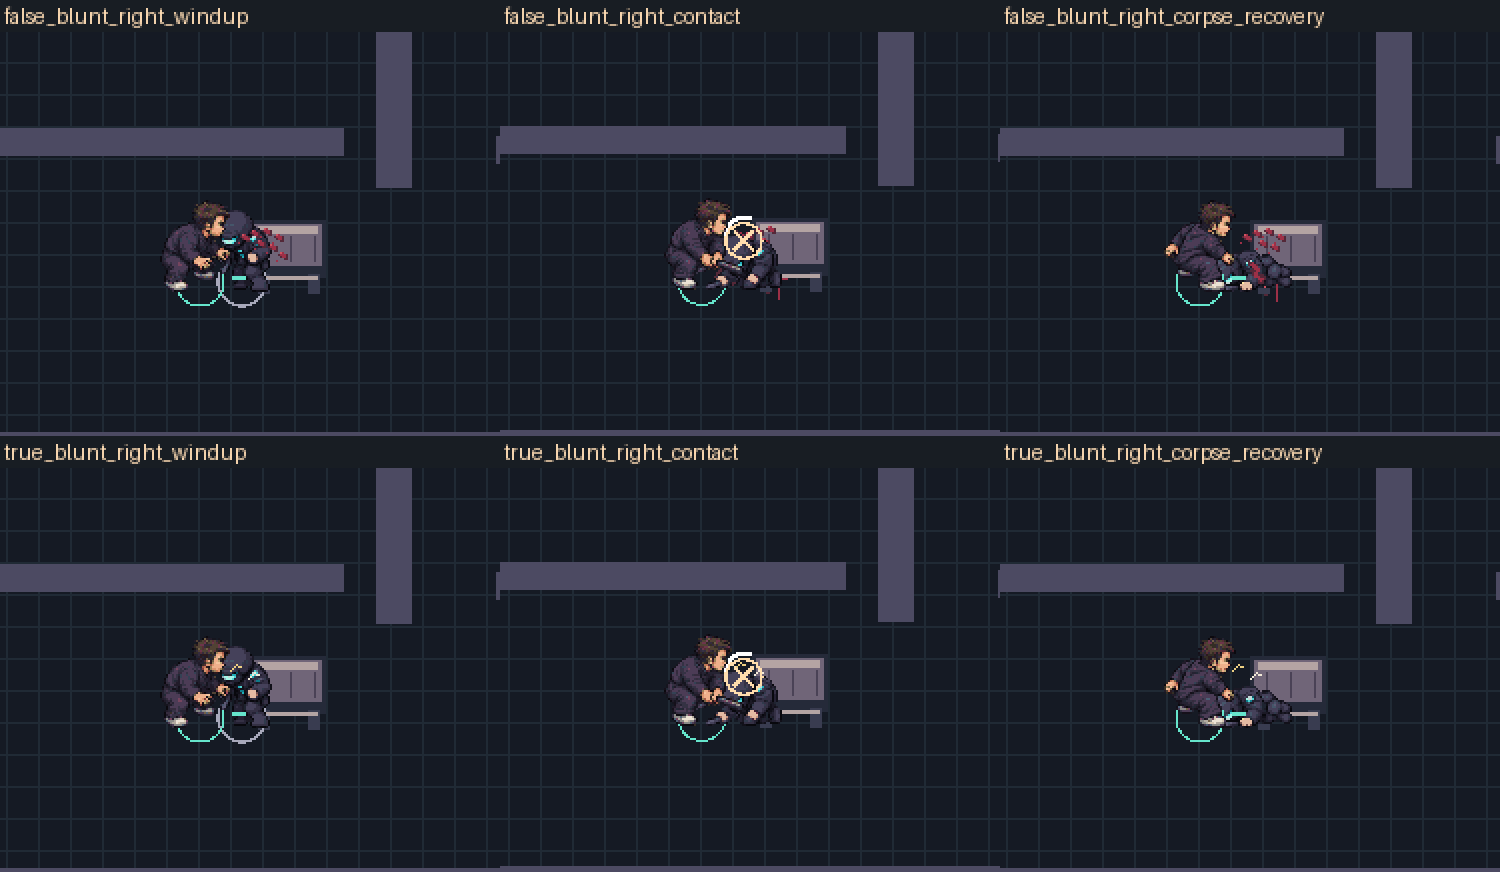 false_blunt_right_windup
false_blunt_right_contact
false_blunt_right_corpse_recovery
true_blunt_right_windup
true_blunt_right_contact
true_blunt_right_corpse_recovery